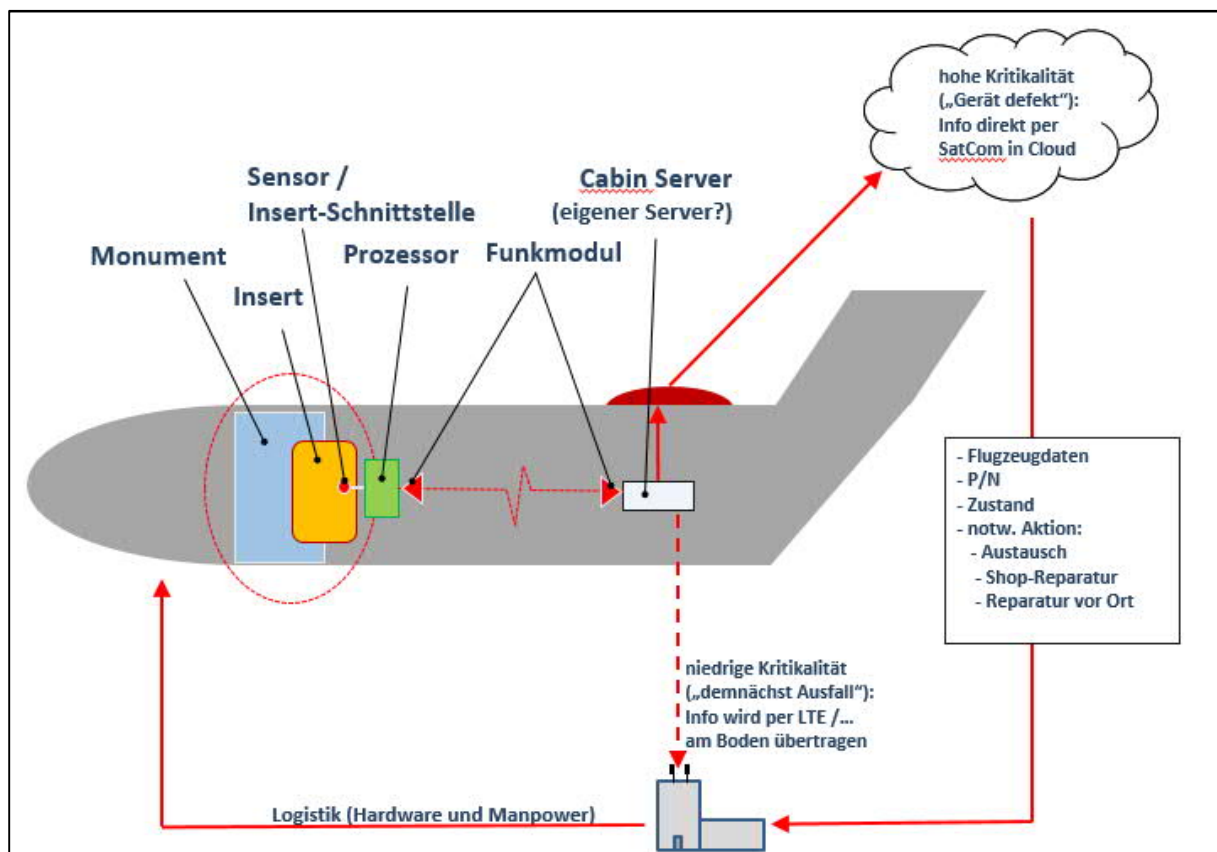 hohe Kritikalität
(„Gerät defekt“):
Info direkt per
SatCom in Cloud
Sensor /
Insert-Schnittstelle
Cabin Server
(eigener Server?)
Monument
Prozessor
Funkmodul
Insert
- Flugzeugdaten
- P/N
- Zustand
- notw. Aktion:
- Austausch
- Shop-Reparatur
- Reparatur vor Ort
niedrige Kritikalität
(„demnächst Ausfall“):
Info wird per LTE /...
am Boden übertragen
Logistik (Hardware und Manpower)